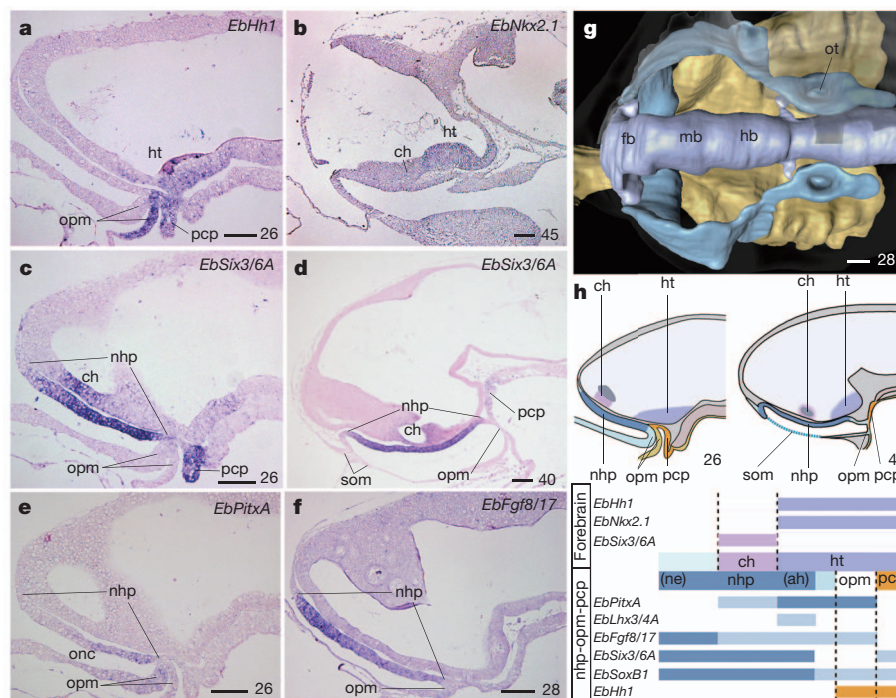 a EbHh1
ht
opm
pcp
26
b EbNkx2.1
ht
ch
45
c EbSix3/6A
nhp
ch
opm
pcp
26
d EbSix3/6A
pcp
nhp
ch
som
opm
40
e EbPitxA
nhp
onc
opm
26
f EbFgf8/17
nhp
opm
28
g
ot
fb mb hb
28
h
ch ht ch ht
nhp opm pcp 26
som nhp opm pcp 4
Forebrain
EbHh1
EbNkx2.1
EbSix3/6A
ch ht
nhp-opm-pcp
(ne) nhp (ah) opm pc
EbPitxA
EbLhx3/4A
EbFgf8/17
EbSix3/6A
EbSoxB1
EbHh1